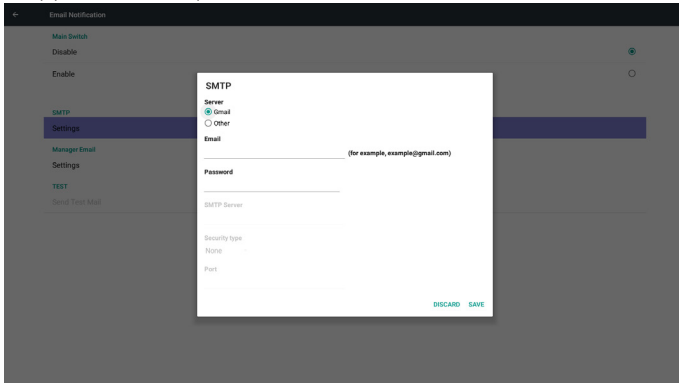 Email Notification
Main Switch
Disable
Enable
SMTP
Settings
Manager Email
Settings
TEST
Send Test Mail
SMTP
Server
Gmail
Other
Email
(for example, example@gmail.com)
Password
SMTP Server
Security type
None
Port
DISCARD SAVE